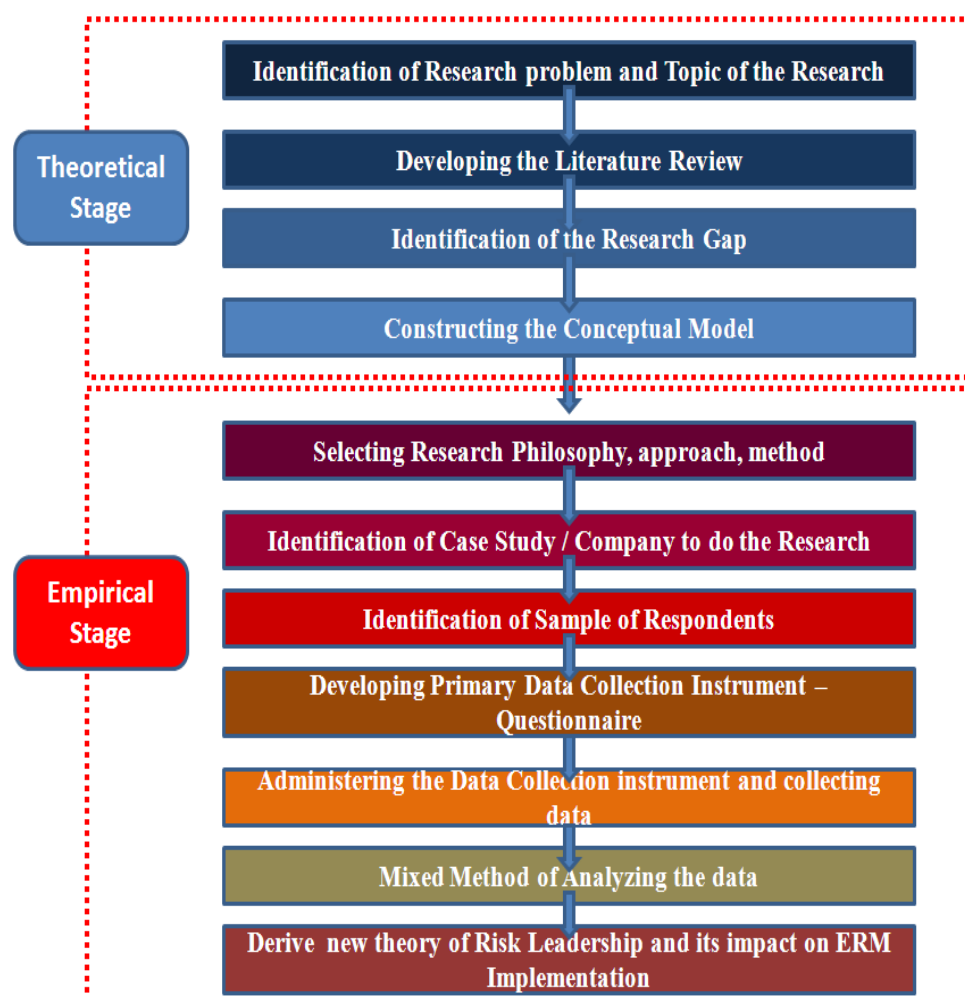 Identification of Research problem and Topic of the Research
Developing the Literature Review
Theoretical
Stage
Identification of the Research Gap
Constructing the Conceptual Model
Selecting Research Philosophy, approach, method
Identification of Case Study / Company to do the Research
Empirical
Stage
Identification of Sample of Respondents
Developing Primary Data Collection Instrument –
Questionnaire
Administering the Data Collection instrument and collecting
data
Mixed Method of Analyzing the data
Derive new theory of Risk Leadership and its impact on ERM
Implementation